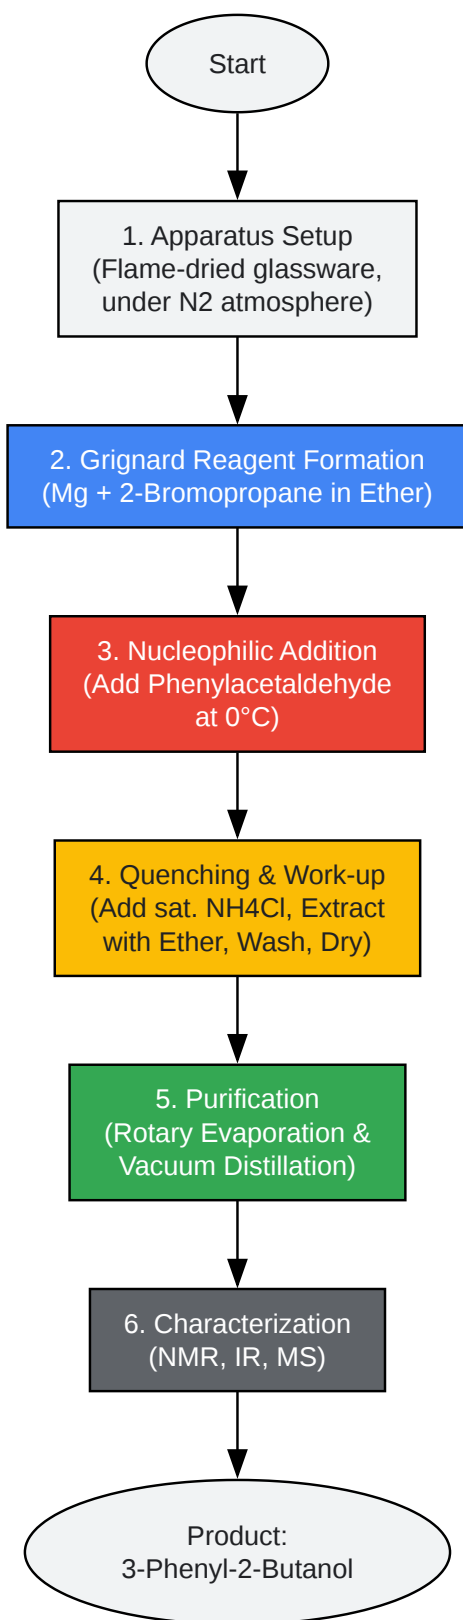 Start
1. Apparatus Setup
(Flame-dried glassware,
under N2 atmosphere)
2. Grignard Reagent Formation
(Mg + 2-Bromopropane in Ether)
3. Nucleophilic Addition
(Add Phenylacetaldehyde
at 0°C)
4. Quenching & Work-up
(Add sat. NH4Cl, Extract
with Ether, Wash, Dry)
5. Purification
(Rotary Evaporation &
Vacuum Distillation)
6. Characterization
(NMR, IR, MS)
Product:
3-Phenyl-2-Butanol